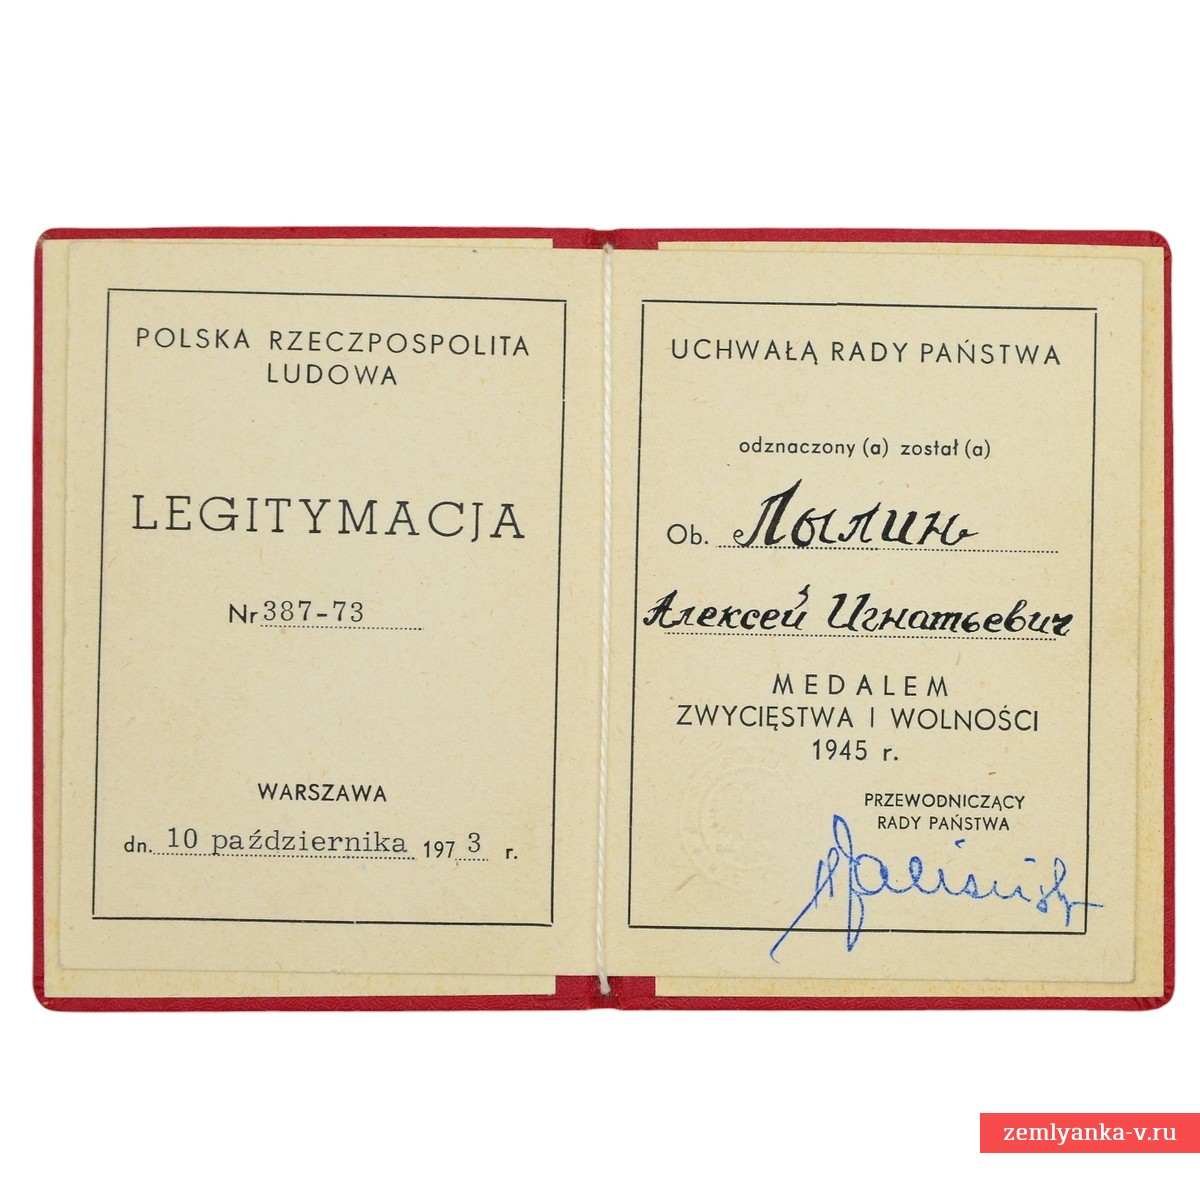 POLSKA RZECZPOSPOLITA
LUDOWA
LEGITYMACJA
Nr 387-73
WARSZAWA
dn. 10 października 1973 r.
UCHWAŁĄ RADY PAŃSTWA
odznaczony (a) został (a)
Ob. Лылин
Алексей Игнатьевич
MEDALEM
ZWYCIĘSTWA I WOLNOŚCI
1945 r.
PRZEWODNICZĄCY
RADY PAŃSTWA
zemlyanka-v.ru